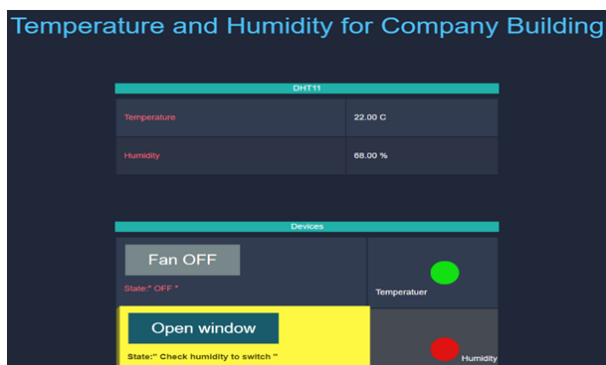 Temperature and Humidity for Company Building
DHT11
Temperature 22.00 C
Humidity 68.00 %
Devices
Fan OFF
State:" OFF "
Temperatuer
Open window
State:" Check humidity to switch "
Humidity